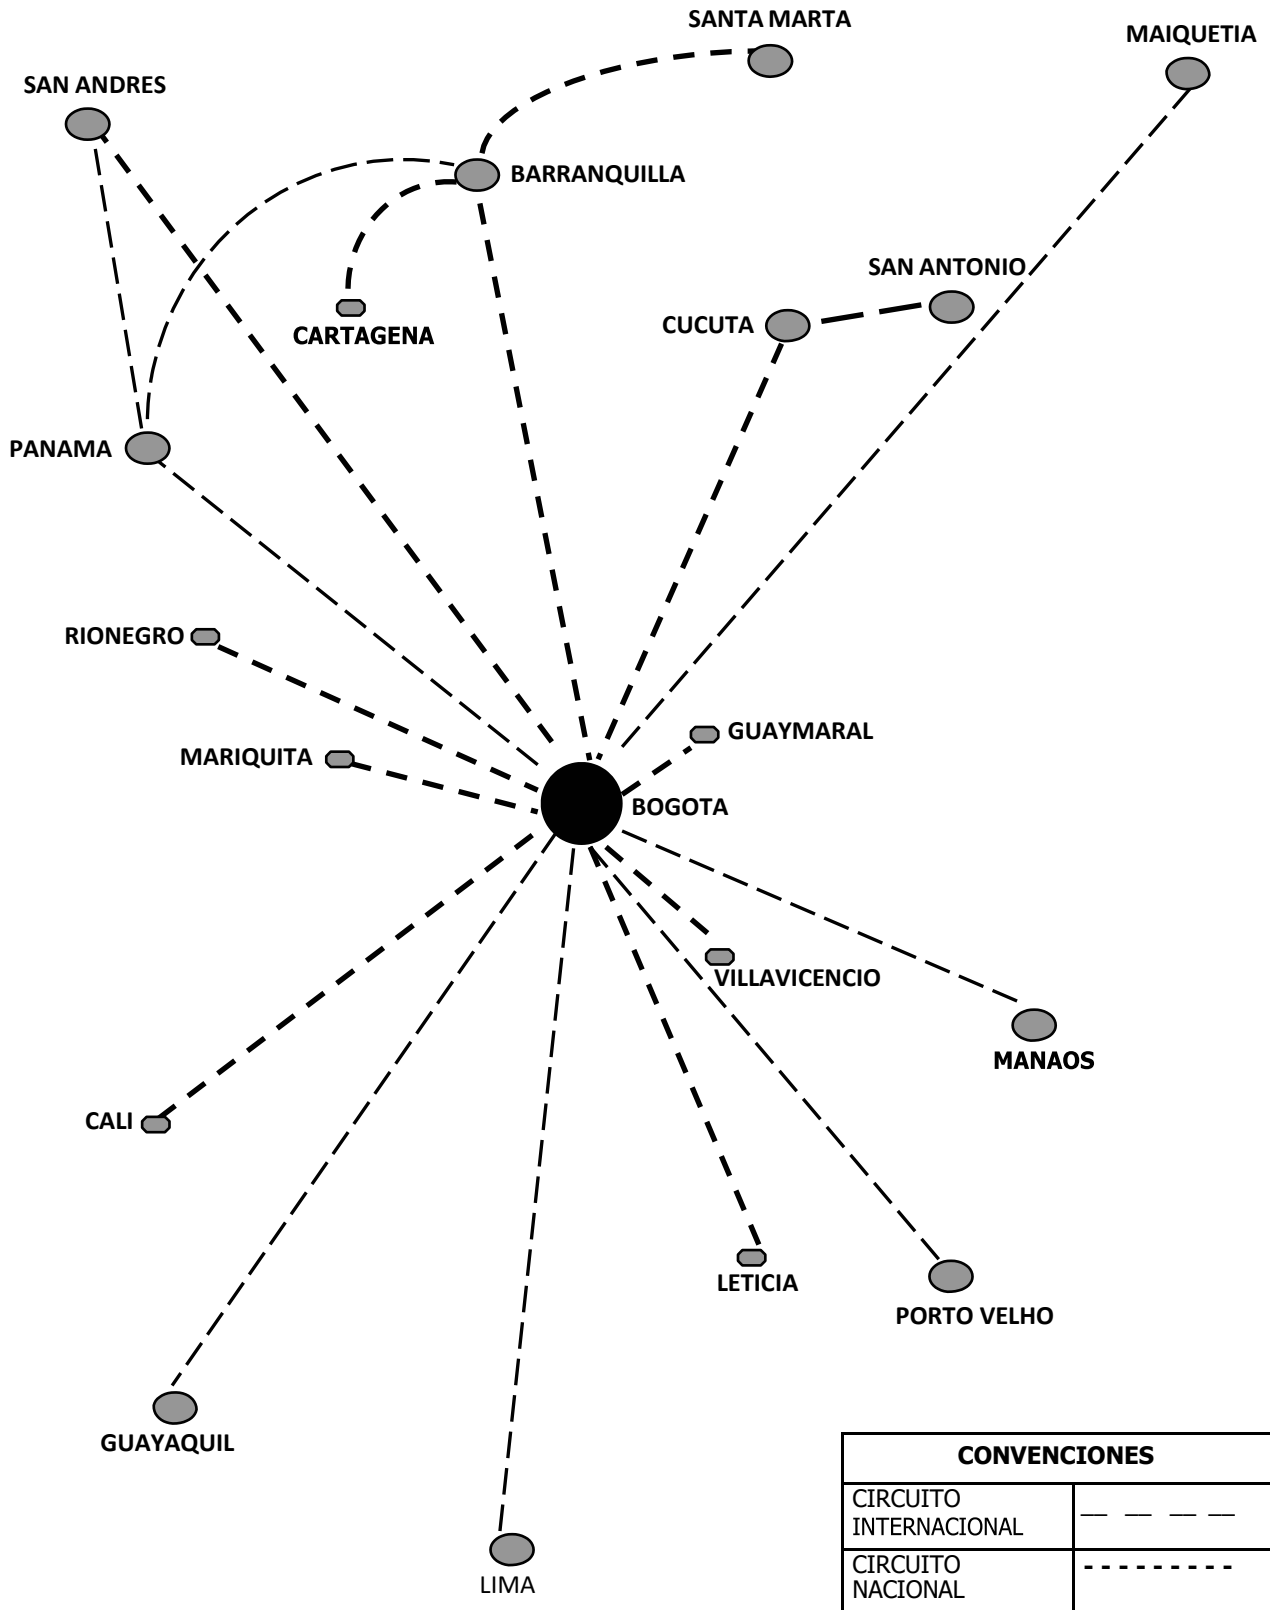 SANTA MARTA
MAIQUETIA
SAN ANDRES
BARRANQUILLA
SAN ANTONIO
CUCUTA
CARTAGENA
PANAMA
RIONEGRO
GUAYMARAL
MARIQUITA
BOGOTA
VILLAVICENCIO
MANAOS
CALI
LETICIA
PORTO VELHO
GUAYAQUIL
LIMA
CONVENCIONES
CIRCUITO
INTERNACIONAL
CIRCUITO
NACIONAL